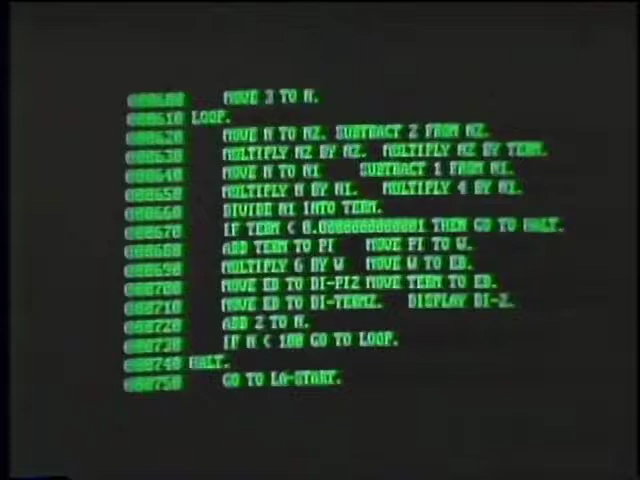 000600 MOVE 3 TO N.
000610 LOOP.
000620 MOVE N TO N2. SUBTRACT 2 FROM N2.
000630 MULTIPLY N2 BY N2. MULTIPLY N2 BY TERM.
000640 MOVE N TO N1 SUBTRACT 1 FROM N1.
000650 MULTIPLY N BY N1. MULTIPLY 4 BY N1.
000660 DIVIDE N1 INTO TERM.
000670 IF TERM < 0.000000000001 THEN GO TO HALT.
000680 ADD TERM TO PI MOVE PI TO W.
000690 MULTIPLY 6 BY W MOVE W TO ED.
000700 MOVE ED TO DI-PIZ MOVE TERM TO ED.
000710 MOVE ED TO DI-TERMZ. DISPLAY DI-Z.
000720 ADD 2 TO N.
000730 IF N < 100 GO TO LOOP.
000740 HALT.
000750 GO TO LA-START.